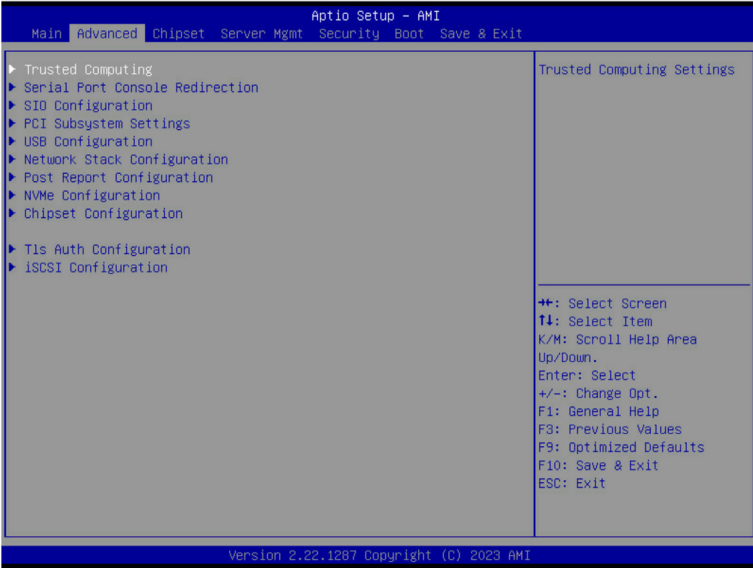 Aptio Setup – AMI
Main Advanced Chipset Server Mgmt Security Boot Save & Exit
Trusted Computing
Serial Port Console Redirection
SIO Configuration
PCI Subsystem Settings
USB Configuration
Network Stack Configuration
Post Report Configuration
NVMe Configuration
Chipset Configuration
Tls Auth Configuration
iSCSI Configuration
Trusted Computing Settings
→←: Select Screen
↑↓: Select Item
K/M: Scroll Help Area
Up/Down.
Enter: Select
+/-: Change Opt.
F1: General Help
F3: Previous Values
F9: Optimized Defaults
F10: Save & Exit
ESC: Exit
Version 2.22.1287 Copyright (C) 2023 AMI